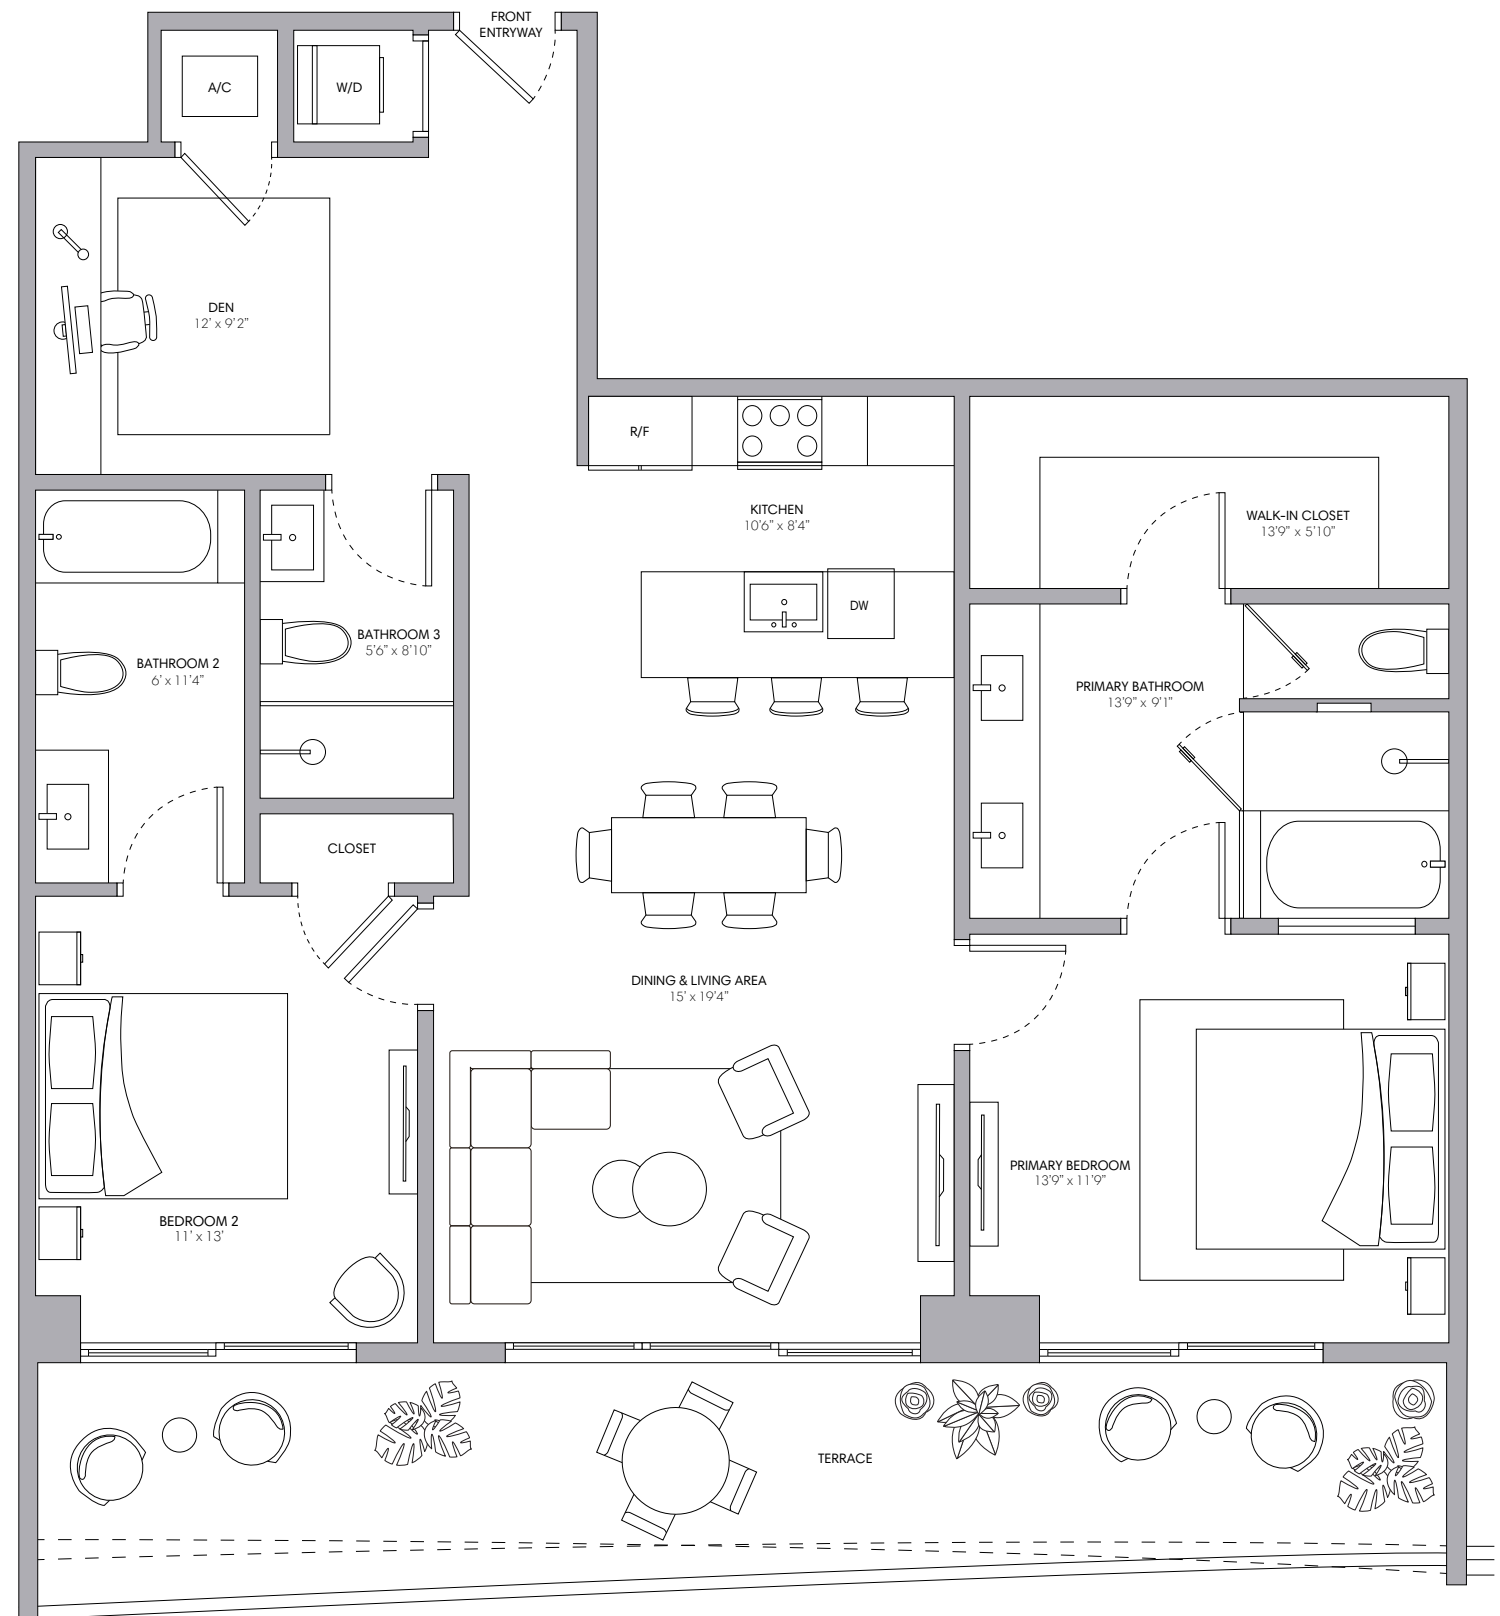 FRONT
ENTRYWAY
A/C
W/D
DEN
12' x 9'2"
R/F
KITCHEN
10'6" x 8'4"
WALK-IN CLOSET
13'9" x 5'10"
DW
BATHROOM 3
5'6" x 8'10"
BATHROOM 2
6' x 11'4"
PRIMARY BATHROOM
13'9" x 9'1"
CLOSET
DINING & LIVING AREA
15' x 19'4"
PRIMARY BEDROOM
13'9" x 11'9"
BEDROOM 2
11' x 13'
TERRACE